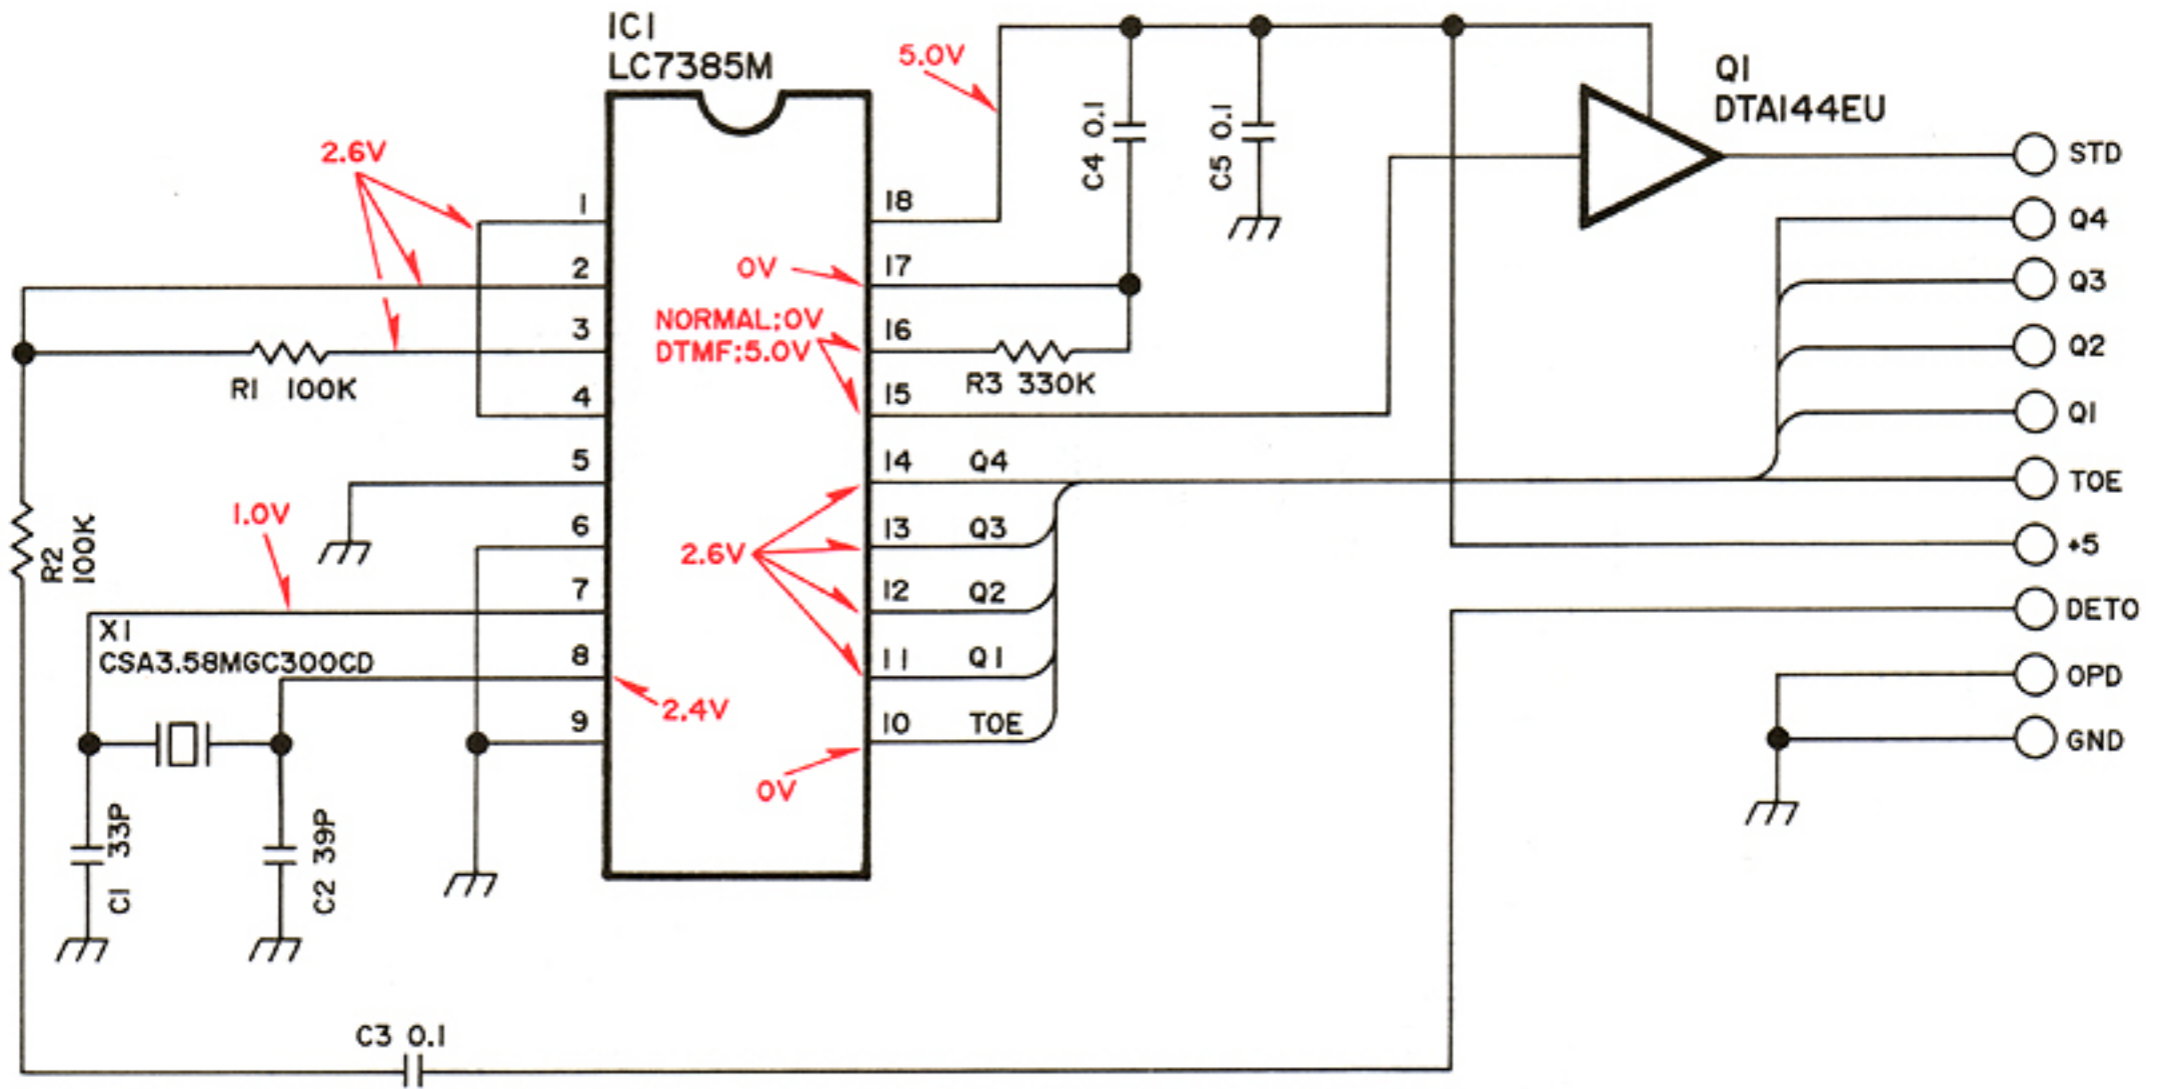 IC1
LC7385M
5.0V
2.6V
1
2
3
4
5
6
7
8
9
18
17
16
15
14
13
12
11
10
0V
NORMAL:0V
DTMF:5.0V
2.6V
0V
2.4V
1.0V
Q4
Q3
Q2
Q1
TOE
R1 100K
R2
100K
R3 330K
C4 0.1
C5 0.1
X1
CSA3.58MGC300CD
C1 33P
C2 39P
C3 0.1
Q1
DTA144EU
STD
Q4
Q3
Q2
Q1
TOE
+5
DETO
OPD
GND